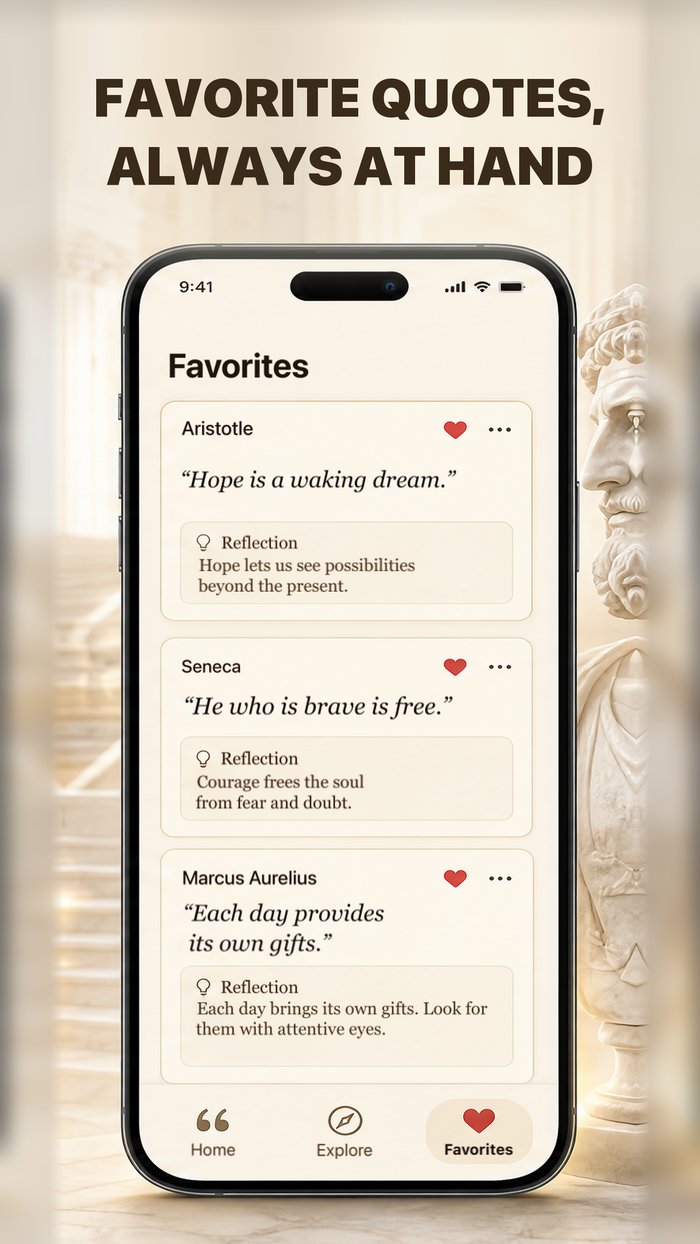 FAVORITE QUOTES,
ALWAYS AT HAND
9:41
Favorites
Aristotle
“Hope is a waking dream.”
Reflection
Hope lets us see possibilities
beyond the present.
Seneca
“He who is brave is free.”
Reflection
Courage frees the soul
from fear and doubt.
Marcus Aurelius
“Each day provides
its own gifts.”
Reflection
Each day brings its own gifts. Look for
them with attentive eyes.
Home
Explore
Favorites